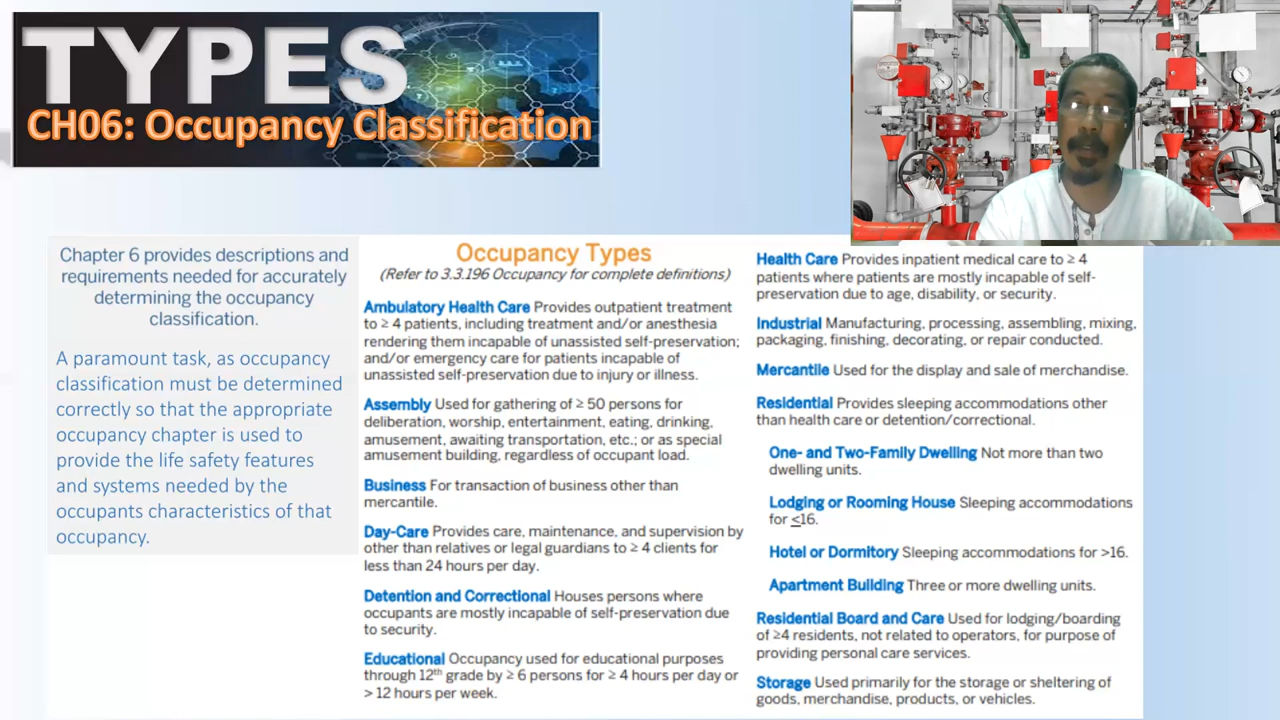 TYPES
CH06: Occupancy Classification
Chapter 6 provides descriptions and
requirements needed for accurately
determining the occupancy
classification.
A paramount task, as occupancy
classification must be determined
correctly so that the appropriate
occupancy chapter is used to
provide the life safety features
and systems needed by the
occupants characteristics of that
occupancy.
Occupancy Types
(Refer to 3.3.196 Occupancy for complete definitions)
Ambulatory Health Care Provides outpatient treatment
to ≥ 4 patients, including treatment and/or anesthesia
rendering them incapable of unassisted self-preservation;
and/or emergency care for patients incapable of
unassisted self-preservation due to injury or illness.
Assembly Used for gathering of ≥ 50 persons for
deliberation, worship, entertainment, eating, drinking,
amusement, awaiting transportation, etc.; or as special
amusement building, regardless of occupant load.
Business For transaction of business other than
mercantile.
Day-Care Provides care, maintenance, and supervision by
other than relatives or legal guardians to ≥ 4 clients for
less than 24 hours per day.
Detention and Correctional Houses persons where
occupants are mostly incapable of self-preservation due
to security.
Educational Occupancy used for educational purposes
through 12th grade by ≥ 6 persons for ≥ 4 hours per day or
> 12 hours per week.
Health Care Provides inpatient medical care to ≥ 4
patients where patients are mostly incapable of self-
preservation due to age, disability, or security.
Industrial Manufacturing, processing, assembling, mixing,
packaging, finishing, decorating, or repair conducted.
Mercantile Used for the display and sale of merchandise.
Residential Provides sleeping accommodations other
than health care or detention/correctional.
One- and Two-Family Dwelling Not more than two
dwelling units.
Lodging or Rooming House Sleeping accommodations
for ≤16.
Hotel or Dormitory Sleeping accommodations for >16.
Apartment Building Three or more dwelling units.
Residential Board and Care Used for lodging/boarding
of ≥4 residents, not related to operators, for purpose of
providing personal care services.
Storage Used primarily for the storage or sheltering of
goods, merchandise, products, or vehicles.